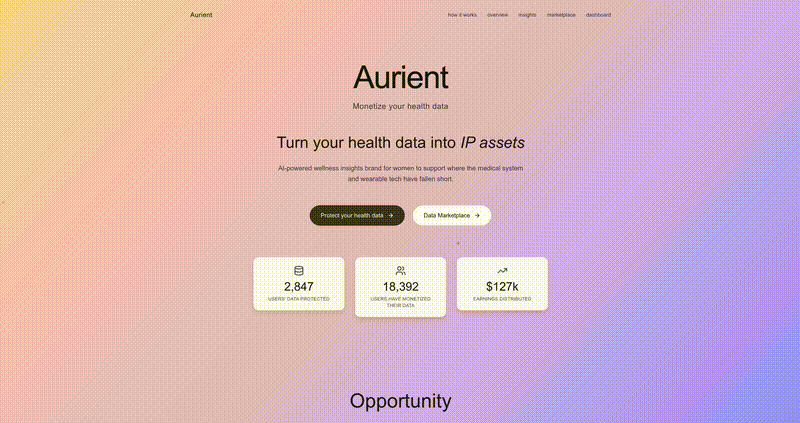 Aurient
how it works overview insights marketplace dashboard
Aurient
Monetize your health data
Turn your health data into IP assets
AI-powered wellness insights brand for women to support where the medical system
and wearable tech have fallen short.
Protect your health data →
Data Marketplace →
2,847
USERS' DATA PROTECTED
18,392
USERS HAVE MONETIZED
THEIR DATA
$127k
EARNINGS DISTRIBUTED
Opportunity